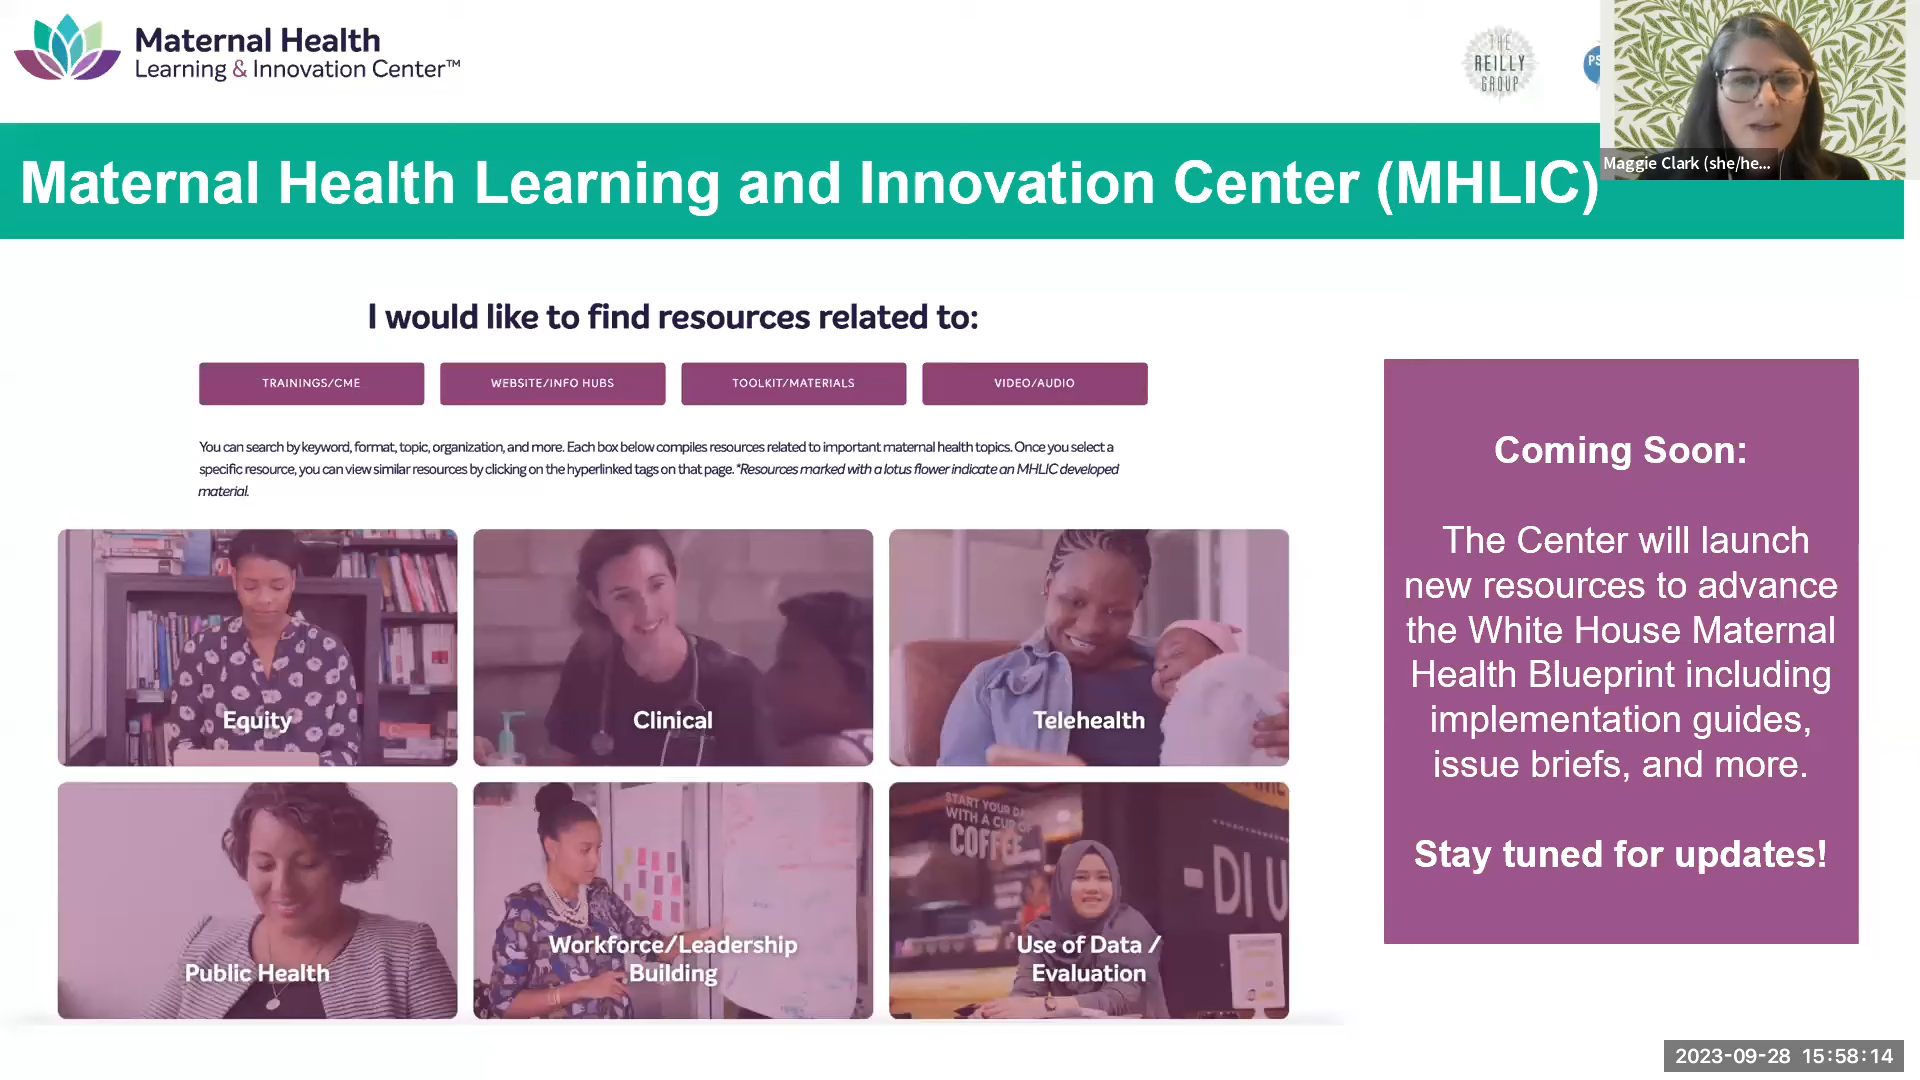 Maternal Health
Learning & Innovation Center™
THE
REILLY
GROUP
PS
Maggie Clark (she/he...
Maternal Health Learning and Innovation Center (MHLIC)
I would like to find resources related to:
TRAININGS/CME
WEBSITE/INFO HUBS
TOOLKIT/MATERIALS
VIDEO/AUDIO
You can search by keyword, format, topic, organization, and more. Each box below compiles resources related to important maternal health topics. Once you select a
specific resource, you can view similar resources by clicking on the hyperlinked tags on that page. *Resources marked with a lotus flower indicate an MHLIC developed
material.
Equity
Clinical
Telehealth
Public Health
Workforce/Leadership
Building
START YOUR
WITH A CUP OF
COFFEE
DI U
Use of Data /
Evaluation
Coming Soon:
The Center will launch
new resources to advance
the White House Maternal
Health Blueprint including
implementation guides,
issue briefs, and more.
Stay tuned for updates!
2023-09-28 15:58:14